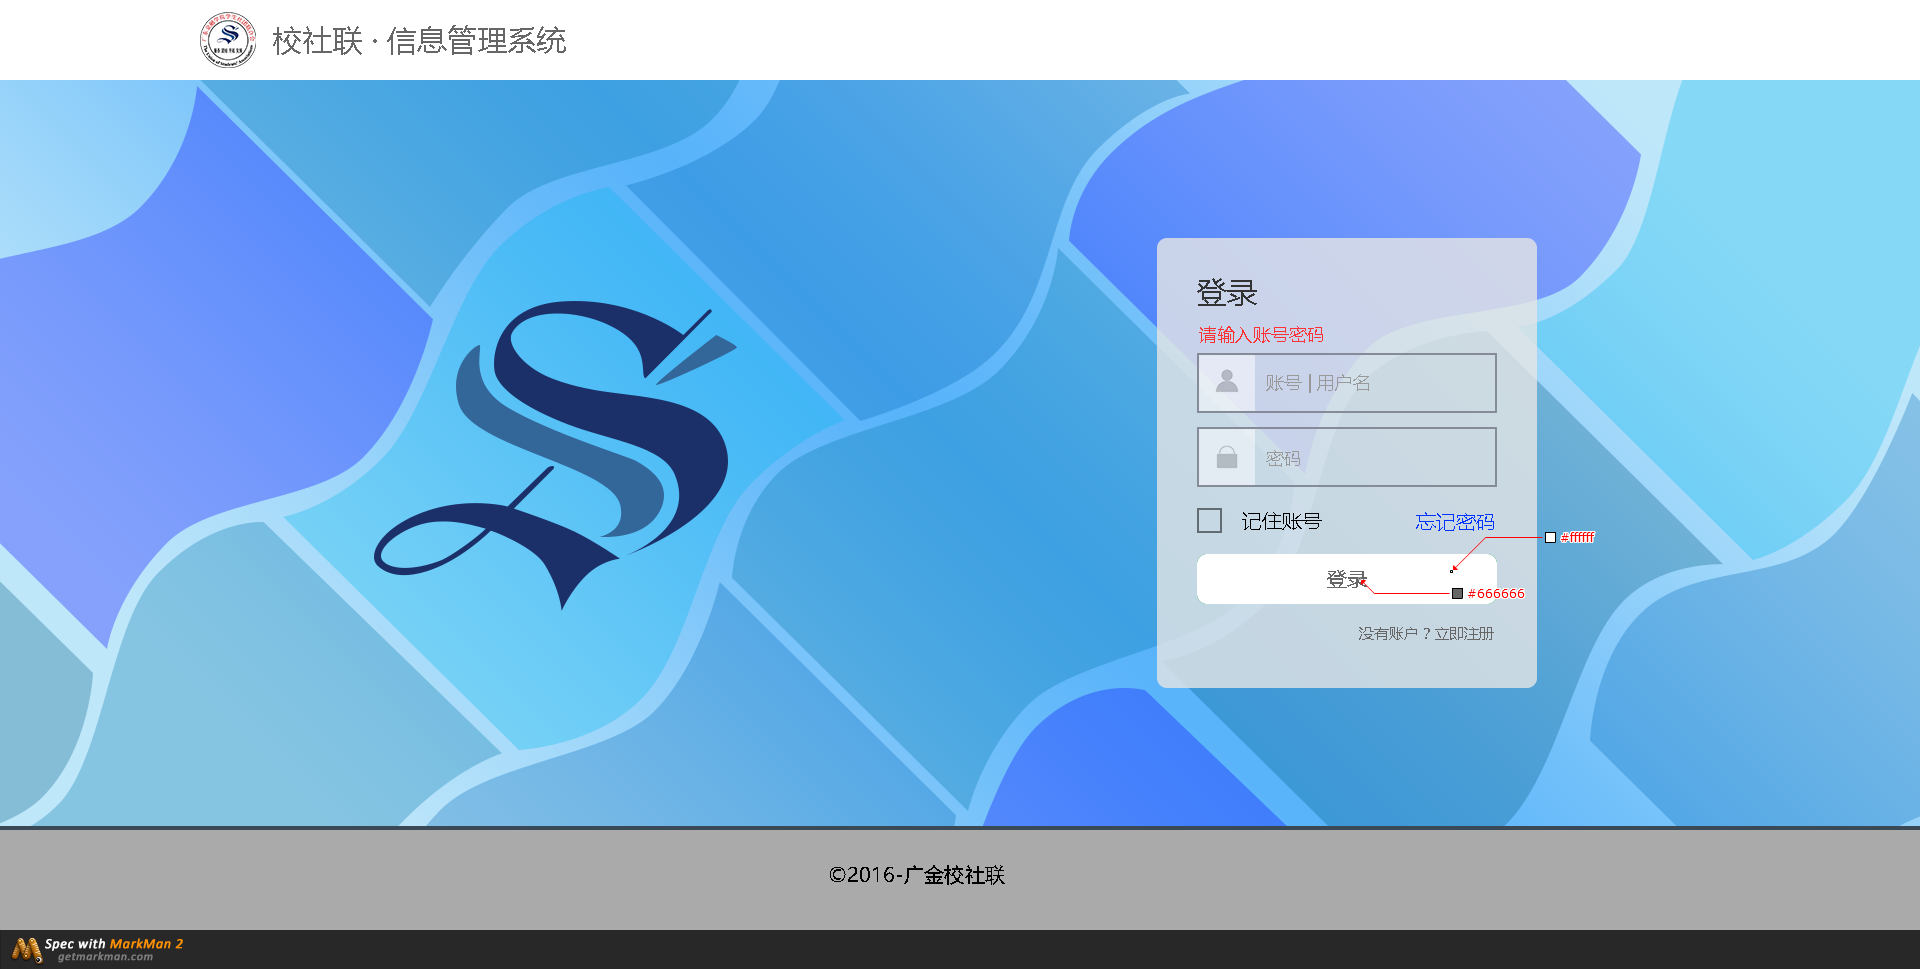 校社联 · 信息管理系统
登录
请输入账号密码
账号 | 用户名
密码
记住账号 忘记密码
#ffffff
登录
#666666
没有账户？立即注册
©2016-广金校社联
Spec with MarkMan 2
getmarkman.com